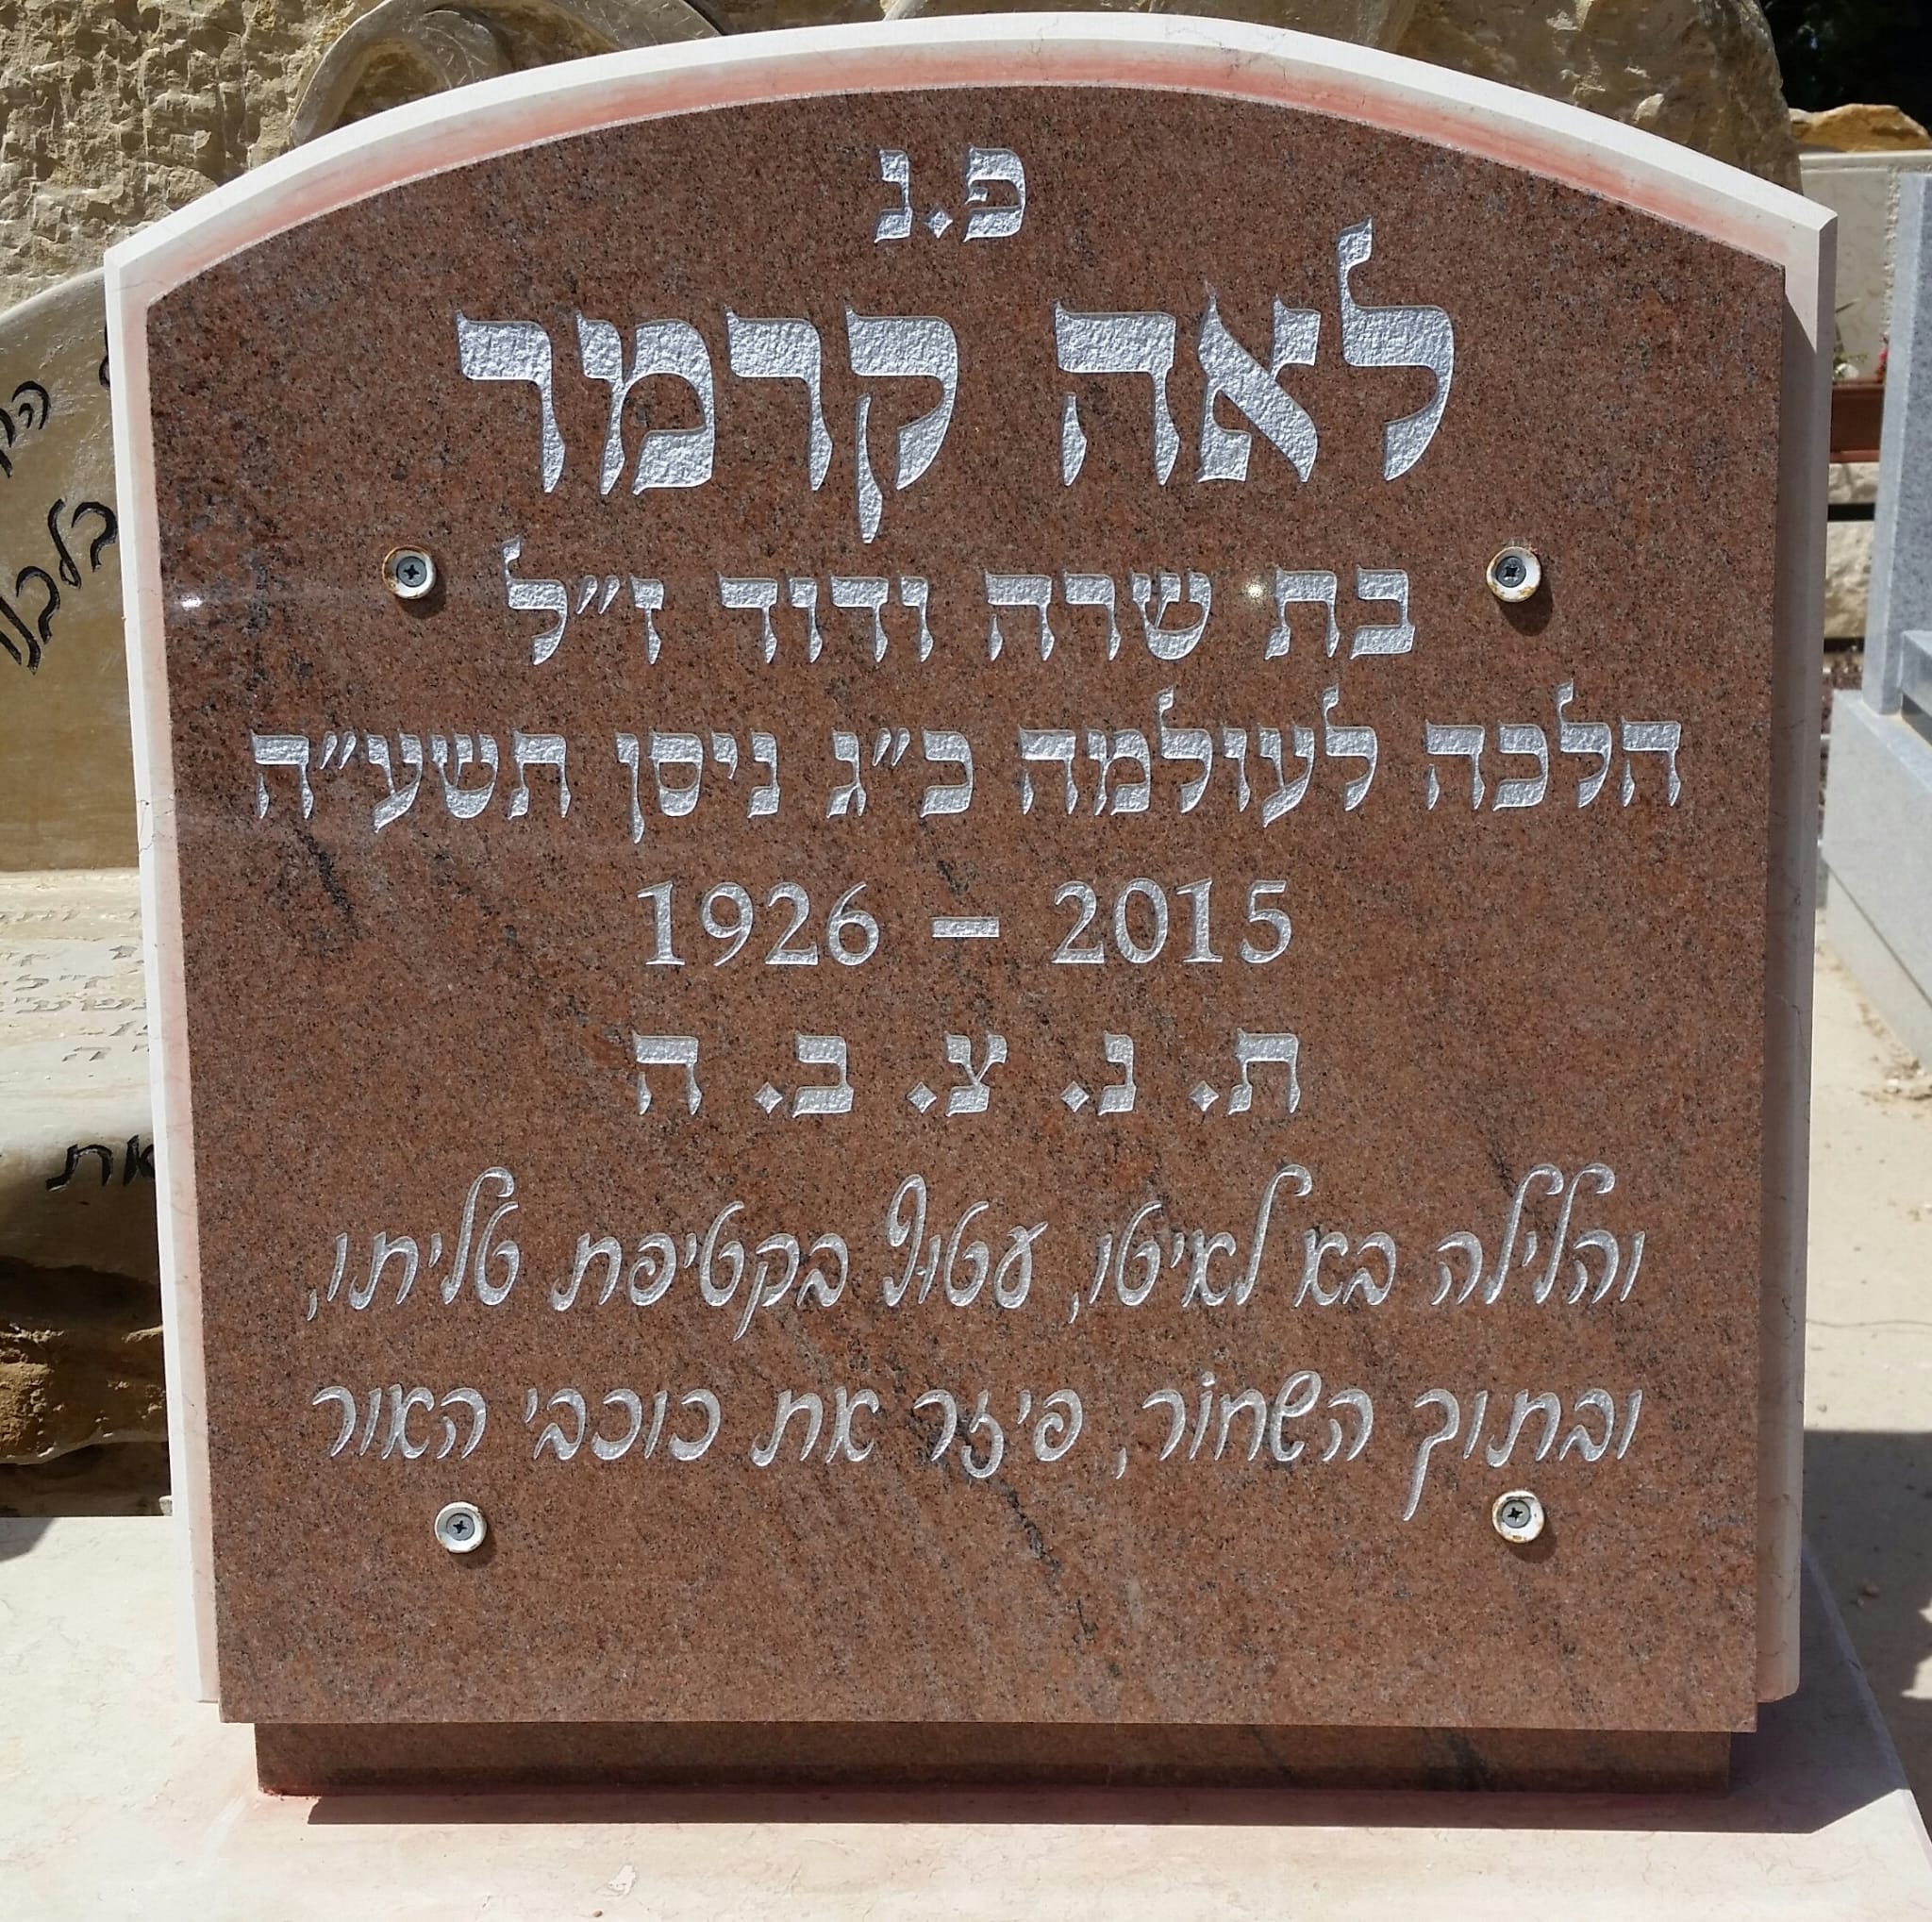 פ.נ
לאה קרמר
בת שרה ודוד ז״ל
הלכה לעולמה כ״ג ניסן תשע״ה
1926 – 2015
ת. נ. צ. ב. ה
והלילה בא לאיטו, עטוף בקטיפת טליתו,
ובתוך השחור, פיזר את כוכבי האור
את